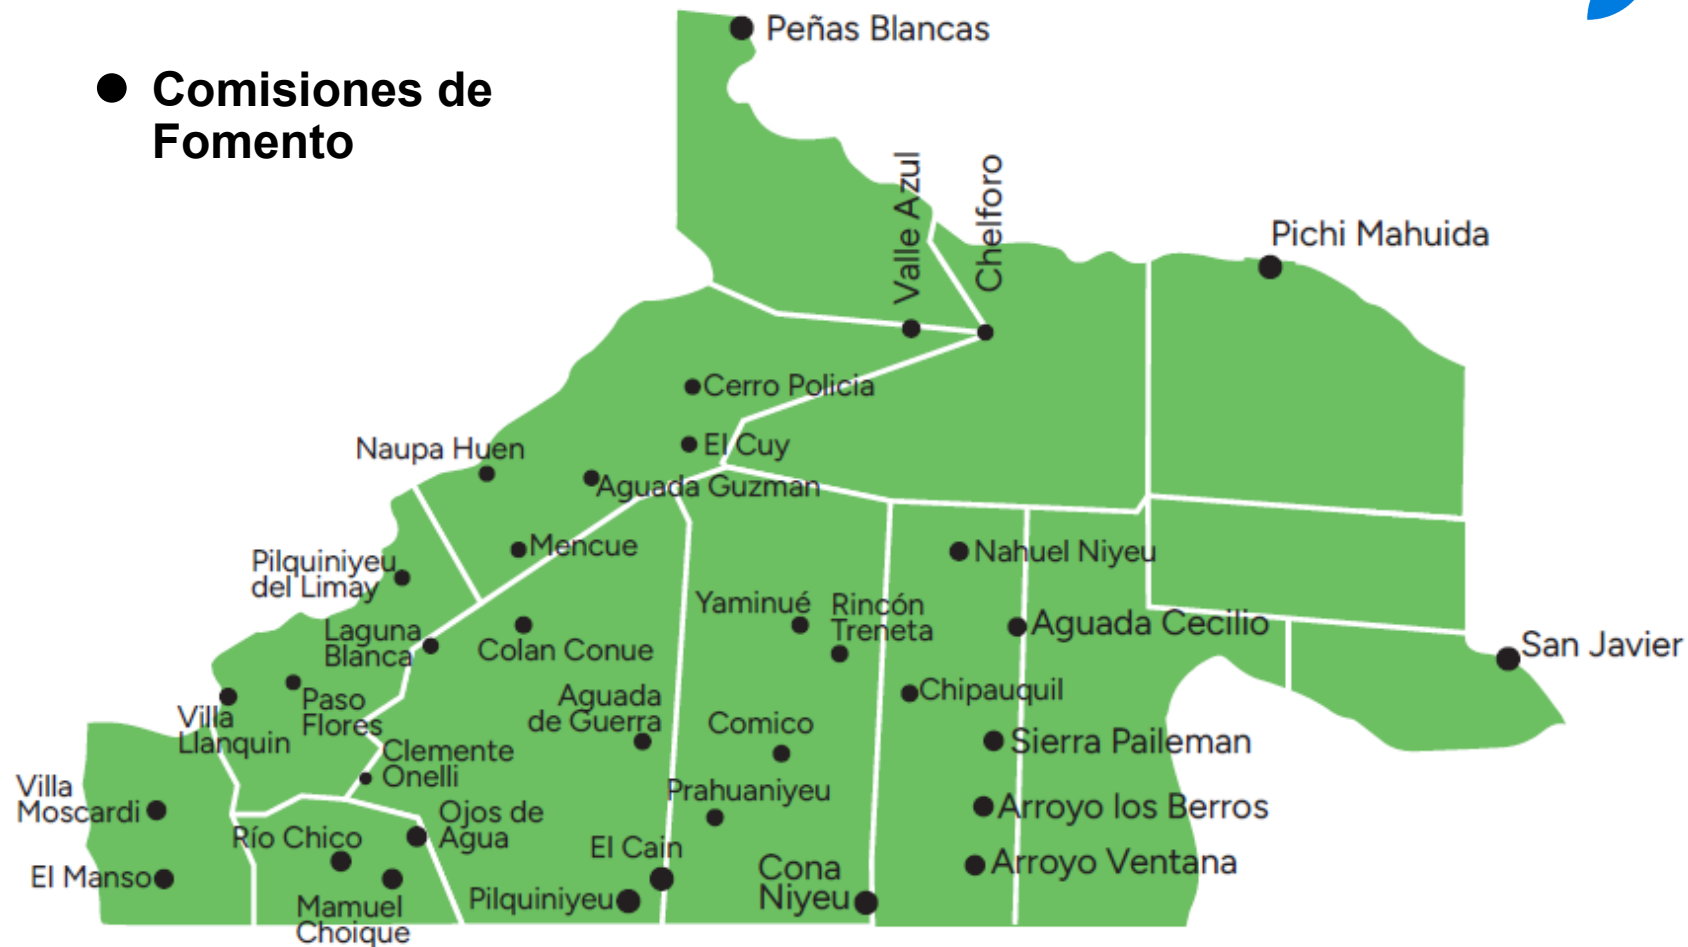 Comisiones de
Fomento
Peñas Blancas
Valle Azul
Chelforo
Pichi Mahuida
Cerro Policia
El Cuy
Naupa Huen
Aguada Guzman
Mencue
Pilquiniyeu
del Limay
Nahuel Niyeu
Yaminué
Rincón
Treneta
Aguada Cecilio
San Javier
Laguna
Blanca
Colan Conue
Chipauquil
Aguada
de Guerra
Paso
Flores
Villa
Llanquin
Comico
Sierra Paileman
Clemente
Onelli
Villa
Moscardi
Prahuaniyeu
Arroyo los Berros
Ojos de
Agua
Río Chico
El Cain
Cona
Niyeu
Arroyo Ventana
El Manso
Pilquiniyeu
Mamuel
Choique